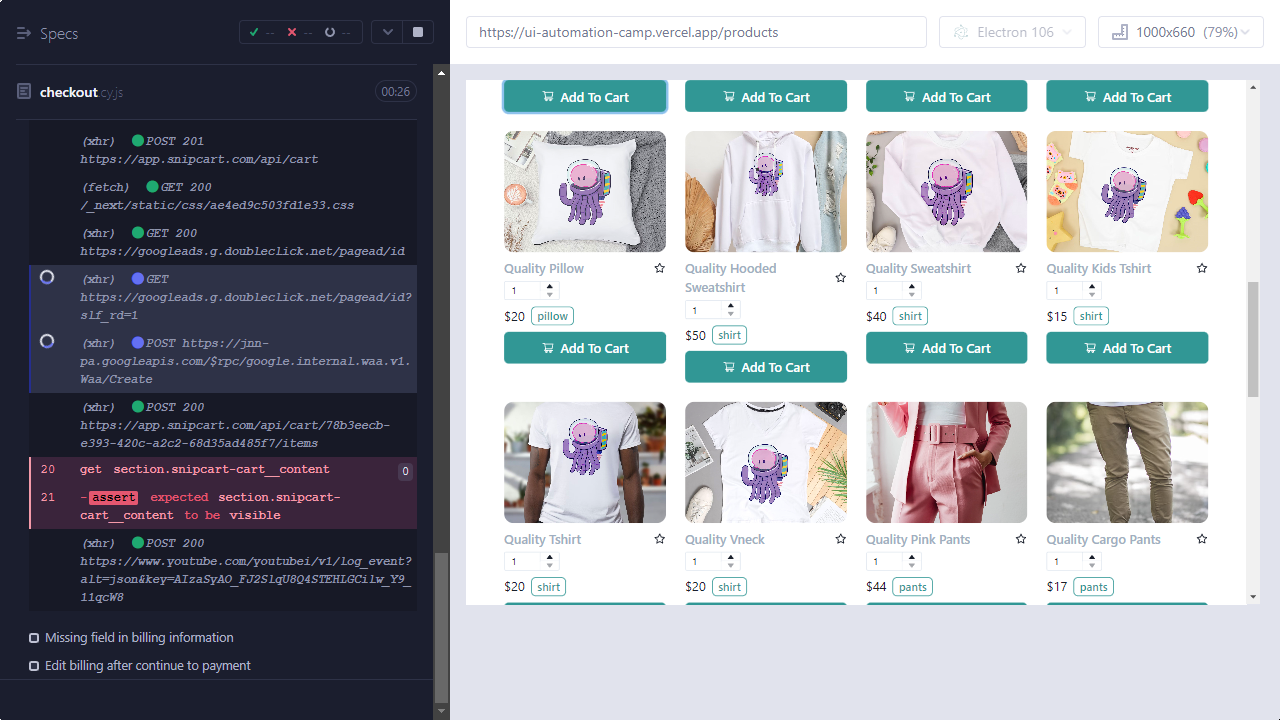 Specs
--
--
--
checkout.cy.js
00:26
(xhr) POST 201
https://app.snipcart.com/api/cart
(fetch) GET 200
/_next/static/css/ae4ed9c503fd1e33.css
(xhr) GET 200
https://googleads.g.doubleclick.net/pagead/id
(xhr) GET
https://googleads.g.doubleclick.net/pagead/id?
slf_rd=1
(xhr) POST https://jnn-
pa.googleapis.com/$rpc/google.internal.waa.v1.
Waa/Create
(xhr) POST 200
https://app.snipcart.com/api/cart/78b3eecb-
e393-420c-a2c2-68d35ad485f7/items
20 get section.snipcart-cart__content 0
21 -assert expected section.snipcart-
cart__content to be visible
(xhr) POST 200
https://www.youtube.com/youtubei/v1/log_event?
alt=json&key=AIzaSyAO_FJ2SlqU8Q4STEHLGCilw_Y9_
11qcW8
Missing field in billing information
Edit billing after continue to payment
https://ui-automation-camp.vercel.app/products
Electron 106
1000x660 (79%)
Add To Cart
Add To Cart
Add To Cart
Add To Cart
Quality Pillow
1
$20 pillow
Add To Cart
Quality Hooded
Sweatshirt
1
$50 shirt
Add To Cart
Quality Sweatshirt
1
$40 shirt
Add To Cart
Quality Kids Tshirt
1
$15 shirt
Add To Cart
Quality Tshirt
1
$20 shirt
Quality Vneck
1
$20 shirt
Quality Pink Pants
1
$44 pants
Quality Cargo Pants
1
$17 pants